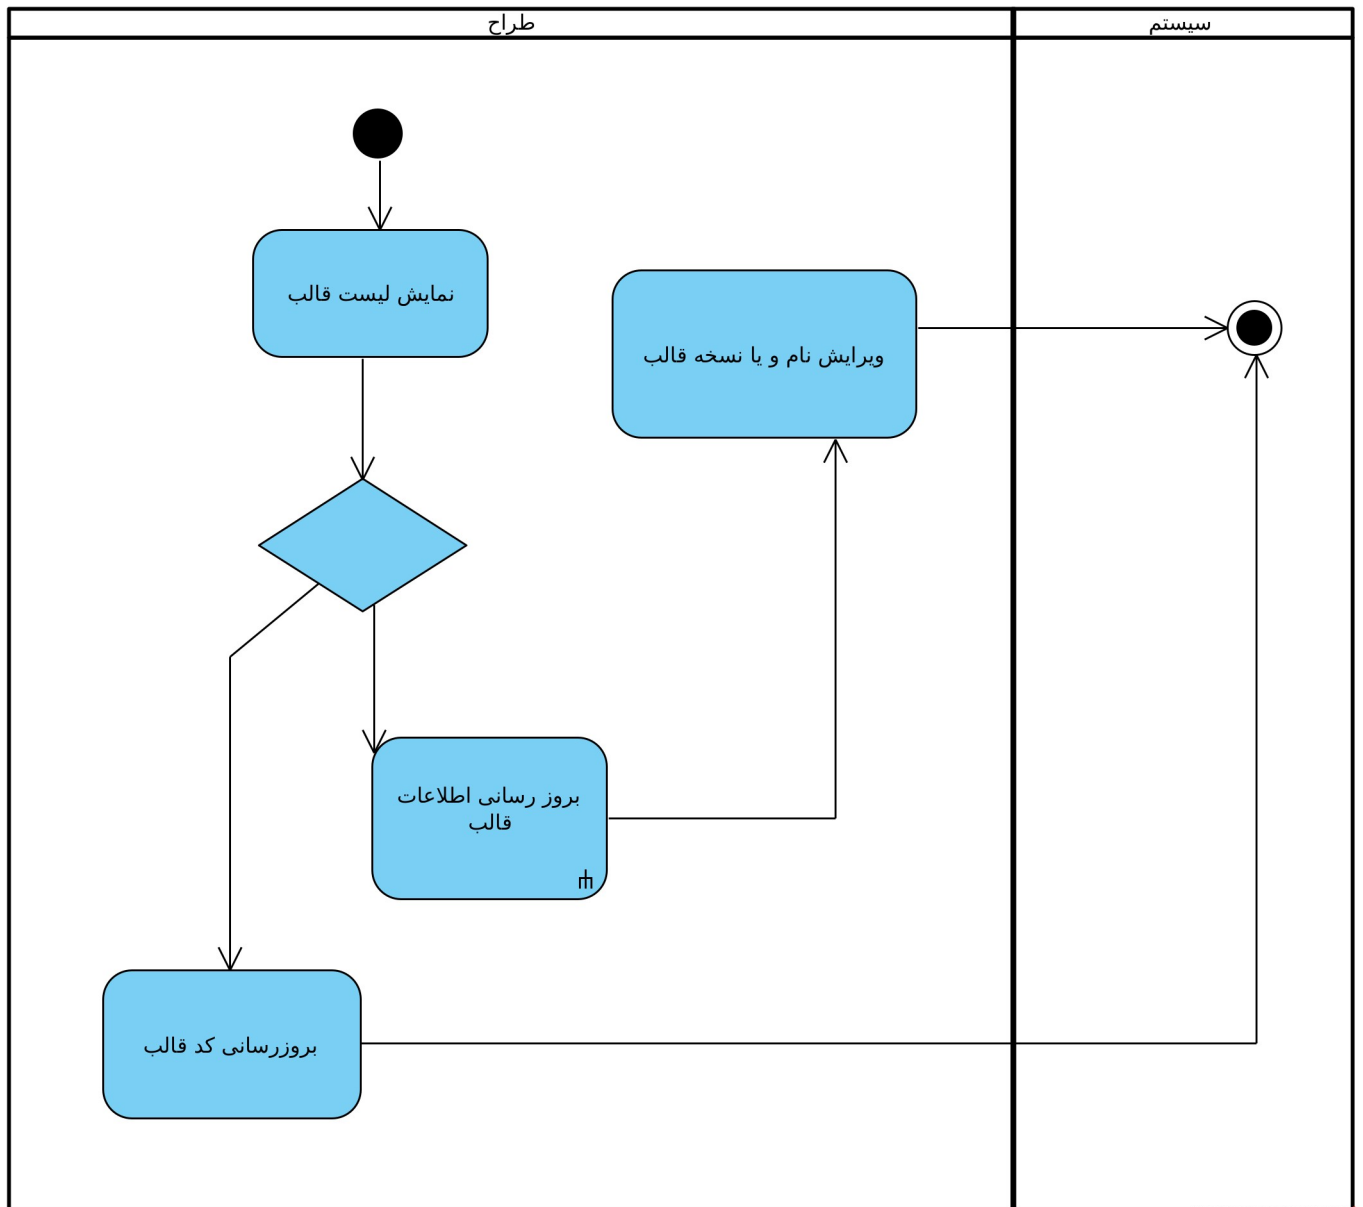 طراح
سیستم
نمایش لیست قالب
ویرایش نام و یا نسخه قالب
بروز رسانی اطلاعات
قالب
بروزرسانی کد قالب